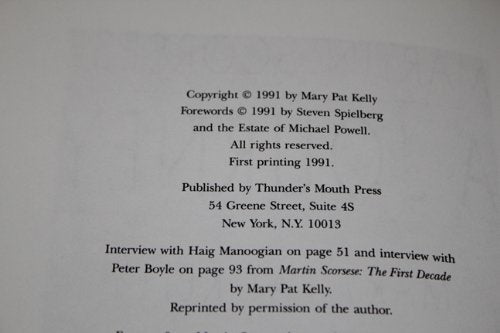 Copyright © 1991 by Mary Pat Kelly
Forewords © 1991 by Steven Spielberg
and the Estate of Michael Powell.
All rights reserved.
First printing 1991.
Published by Thunder's Mouth Press
54 Greene Street, Suite 4S
New York, N.Y. 10013
Interview with Haig Manoogian on page 51 and interview with
Peter Boyle on page 93 from Martin Scorsese: The First Decade
by Mary Pat Kelly.
Reprinted by permission of the author.